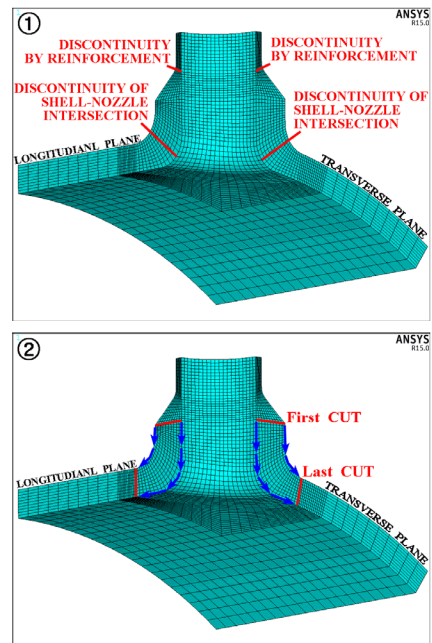 ①
ANSYS
R15.0
DISCONTINUITY
BY REINFORCEMENT
DISCONTINUITY
BY REINFORCEMENT
DISCONTINUITY OF
SHELL-NOZZLE
INTERSECTION
DISCONTINUITY OF
SHELL-NOZZLE
INTERSECTION
LONGITUDIANL PLANE
TRANSVERSE PLANE
②
ANSYS
R15.0
First CUT
LONGITUDIANL PLANE
Last CUT
TRANSVERSE PLANE